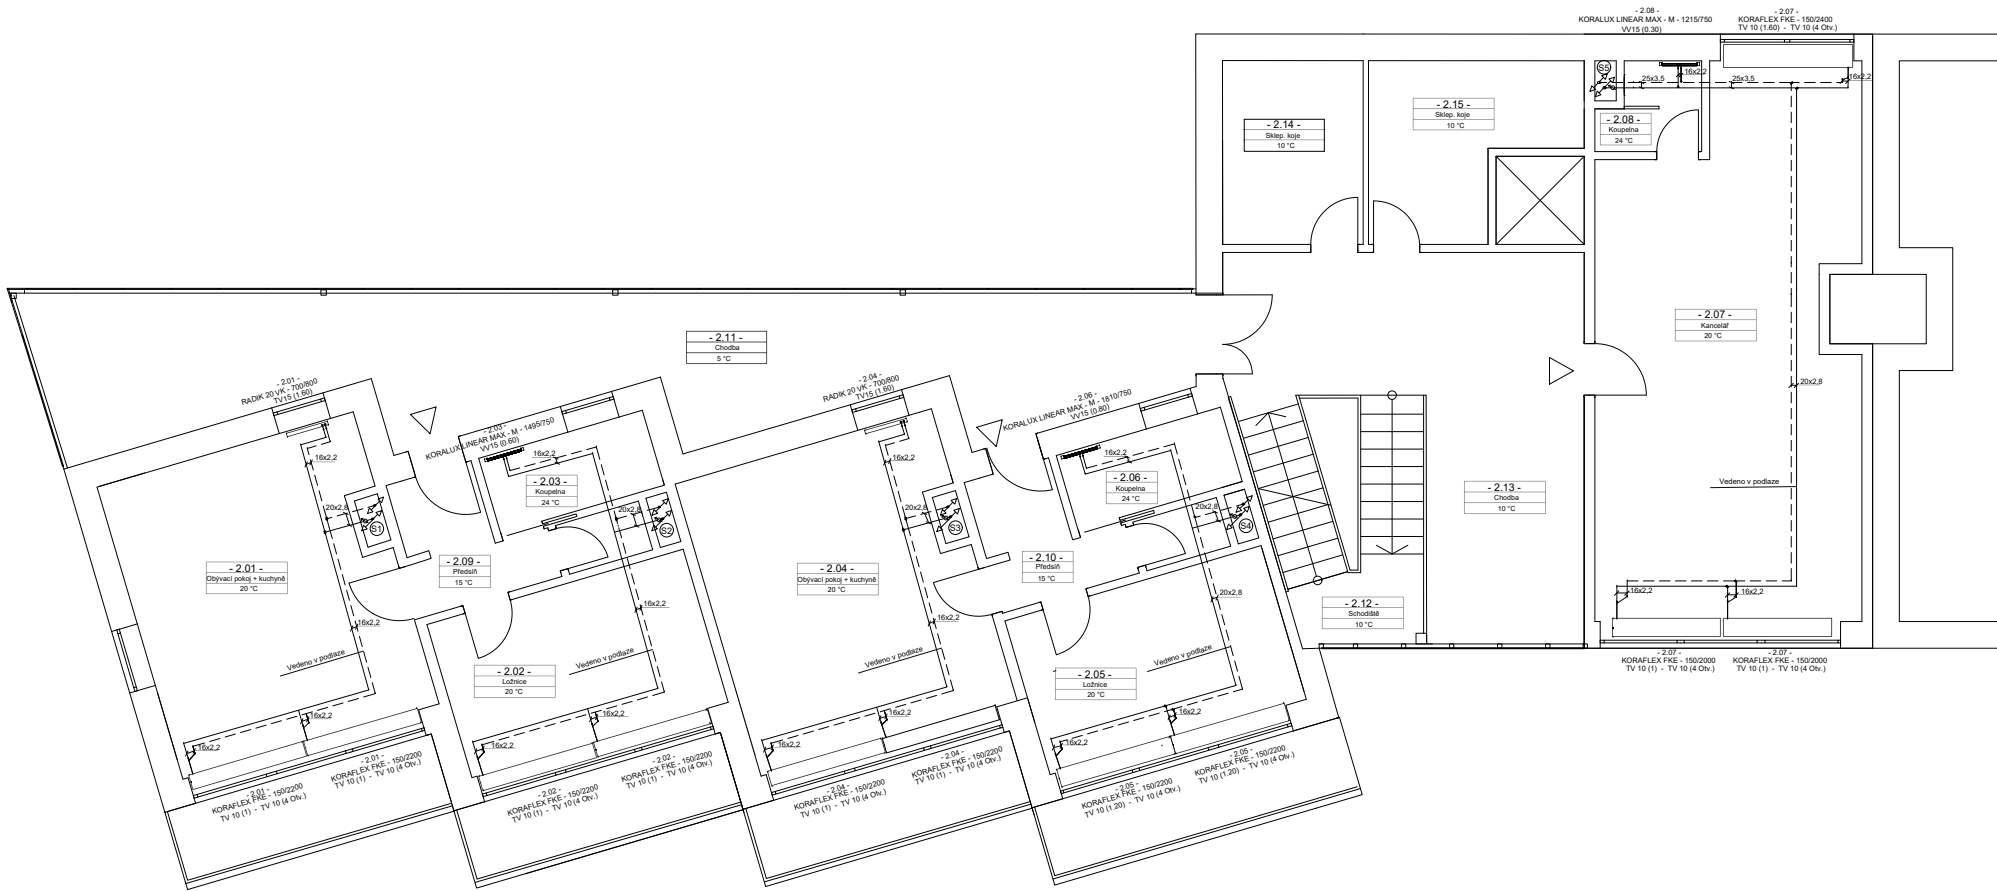 - 2.08 -
KORALUX LINEAR MAX - M - 1215/750
VV15 (0.30)
- 2.07 -
KORAFLEX FKE - 150/2400
TV 10 (1.60) - TV 10 (4 Otv.)
S5
16x2,2
25x3,5
25x3,5
16x2,2
- 2.14 -
Sklep. koje
10 °C
- 2.15 -
Sklep. koje
10 °C
- 2.08 -
Koupelna
24 °C
- 2.07 -
Kancelář
20 °C
20x2,8
Vedeno v podlaze
16x2,2
16x2,2
- 2.07 -
KORAFLEX FKE - 150/2000
TV 10 (1) - TV 10 (4 Otv.)
- 2.07 -
KORAFLEX FKE - 150/2000
TV 10 (1) - TV 10 (4 Otv.)
- 2.11 -
Chodba
5 °C
- 2.13 -
Chodba
10 °C
- 2.12 -
Schodiště
10 °C
- 2.01 -
RADIK 20 VK - 700/800
TV15 (1.60)
16x2,2
20x2,8
S1
- 2.01 -
Obývací pokoj + kuchyně
20 °C
16x2,2
Vedeno v podlaze
16x2,2
16x2,2
- 2.01 -
KORAFLEX FKE - 150/2200
TV 10 (1) - TV 10 (4 Otv.)
- 2.01 -
KORAFLEX FKE - 150/2200
TV 10 (1) - TV 10 (4 Otv.)
- 2.03 -
KORALUX LINEAR MAX - M - 1495/750
VV15 (0.60)
16x2,2
- 2.03 -
Koupelna
24 °C
20x2,8
S2
- 2.09 -
Předsíň
15 °C
16x2,2
- 2.02 -
Ložnice
20 °C
Vedeno v podlaze
16x2,2
16x2,2
- 2.02 -
KORAFLEX FKE - 150/2200
TV 10 (1) - TV 10 (4 Otv.)
- 2.02 -
KORAFLEX FKE - 150/2200
TV 10 (1) - TV 10 (4 Otv.)
- 2.04 -
RADIK 20 VK - 700/800
TV15 (1.60)
16x2,2
20x2,8
S3
- 2.04 -
Obývací pokoj + kuchyně
20 °C
16x2,2
Vedeno v podlaze
16x2,2
16x2,2
- 2.04 -
KORAFLEX FKE - 150/2200
TV 10 (1) - TV 10 (4 Otv.)
- 2.04 -
KORAFLEX FKE - 150/2200
TV 10 (1) - TV 10 (4 Otv.)
- 2.06 -
KORALUX LINEAR MAX - M - 1810/750
VV15 (0.80)
16x2,2
- 2.06 -
Koupelna
24 °C
20x2,8
S4
- 2.10 -
Předsíň
15 °C
20x2,8
- 2.05 -
Ložnice
20 °C
Vedeno v podlaze
16x2,2
16x2,2
- 2.05 -
KORAFLEX FKE - 150/2200
TV 10 (1.20) - TV 10 (4 Otv.)
- 2.05 -
KORAFLEX FKE - 150/2200
TV 10 (1.20) - TV 10 (4 Otv.)